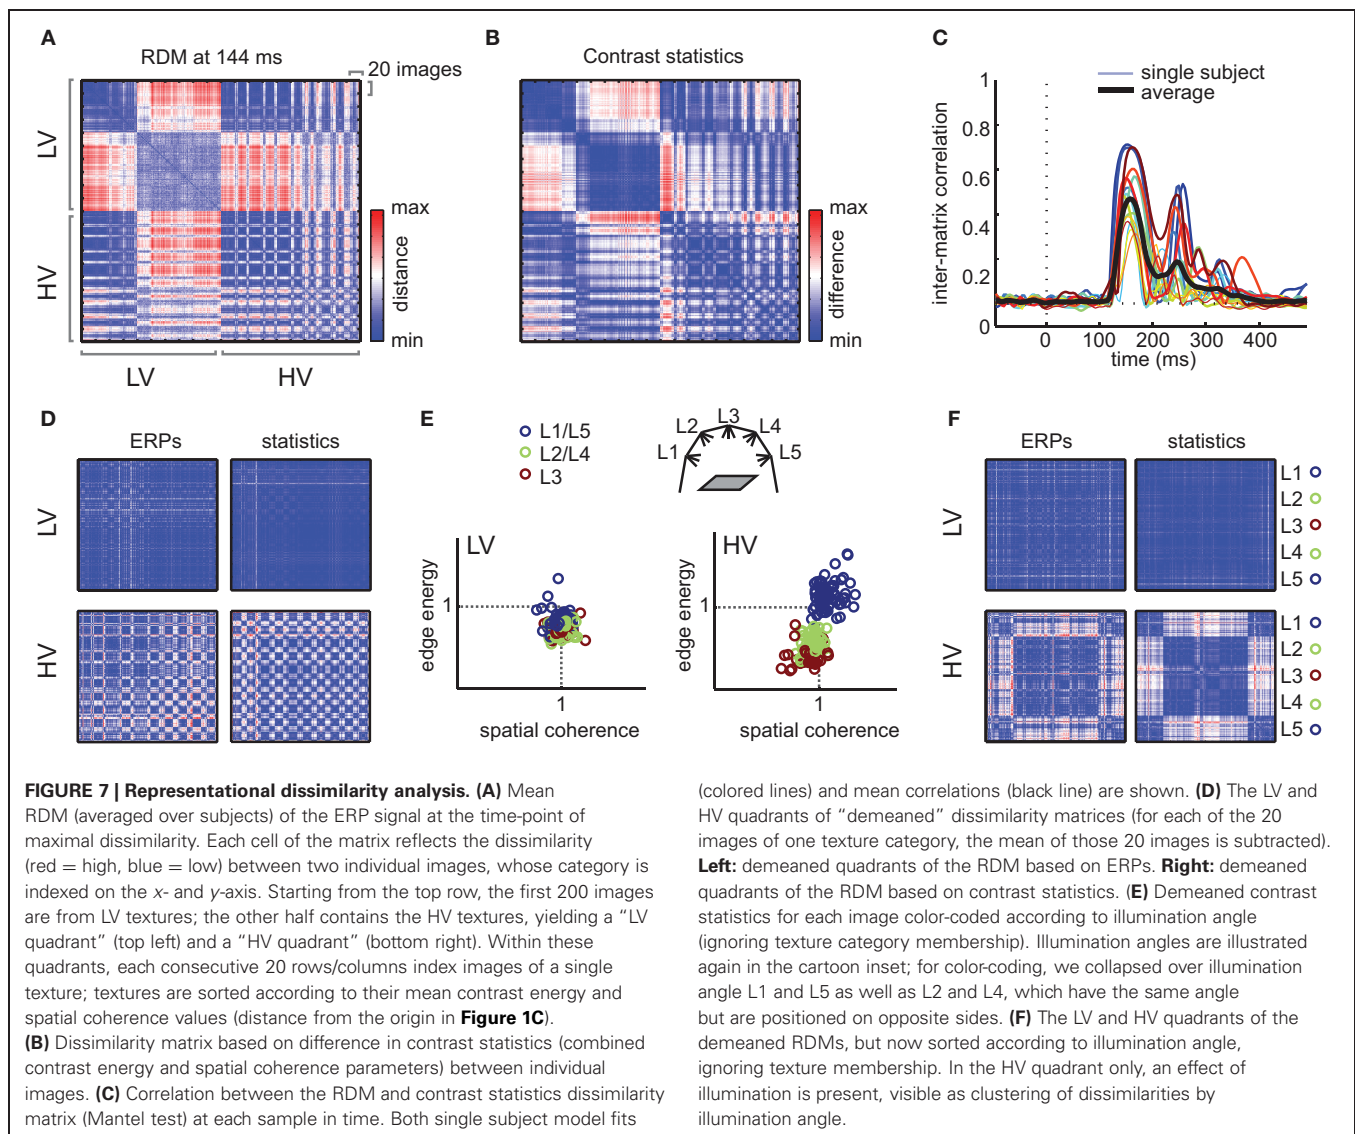 A
RDM at 144 ms
20 images
LV
HV
max
distance
min
LV
HV
B
Contrast statistics
max
difference
min
C
single subject
average
inter-matrix correlation
1
0.8
0.6
0.4
0.2
0
0
100
200
300
400
time (ms)
D
ERPs
statistics
LV
HV
E
L1/L5
L2/L4
L3
L1
L2
L3
L4
L5
LV
edge energy
1
1
spatial coherence
HV
edge energy
1
1
spatial coherence
F
ERPs
statistics
LV
L1
L2
L3
L4
L5
HV
L1
L2
L3
L4
L5
FIGURE 7 | Representational dissimilarity analysis. (A) Mean
RDM (averaged over subjects) of the ERP signal at the time-point of
maximal dissimilarity. Each cell of the matrix reflects the dissimilarity
(red = high, blue = low) between two individual images, whose category is
indexed on the x- and y-axis. Starting from the top row, the first 200 images
are from LV textures; the other half contains the HV textures, yielding a “LV
quadrant” (top left) and a “HV quadrant” (bottom right). Within these
quadrants, each consecutive 20 rows/columns index images of a single
texture; textures are sorted according to their mean contrast energy and
spatial coherence values (distance from the origin in Figure 1C).
(B) Dissimilarity matrix based on difference in contrast statistics (combined
contrast energy and spatial coherence parameters) between individual
images. (C) Correlation between the RDM and contrast statistics dissimilarity
matrix (Mantel test) at each sample in time. Both single subject model fits
(colored lines) and mean correlations (black line) are shown. (D) The LV and
HV quadrants of “demeaned” dissimilarity matrices (for each of the 20
images of one texture category, the mean of those 20 images is subtracted).
Left: demeaned quadrants of the RDM based on ERPs. Right: demeaned
quadrants of the RDM based on contrast statistics. (E) Demeaned contrast
statistics for each image color-coded according to illumination angle
(ignoring texture category membership). Illumination angles are illustrated
again in the cartoon inset; for color-coding, we collapsed over illumination
angle L1 and L5 as well as L2 and L4, which have the same angle
but are positioned on opposite sides. (F) The LV and HV quadrants of the
demeaned RDMs, but now sorted according to illumination angle,
ignoring texture membership. In the HV quadrant only, an effect of
illumination is present, visible as clustering of dissimilarities by
illumination angle.